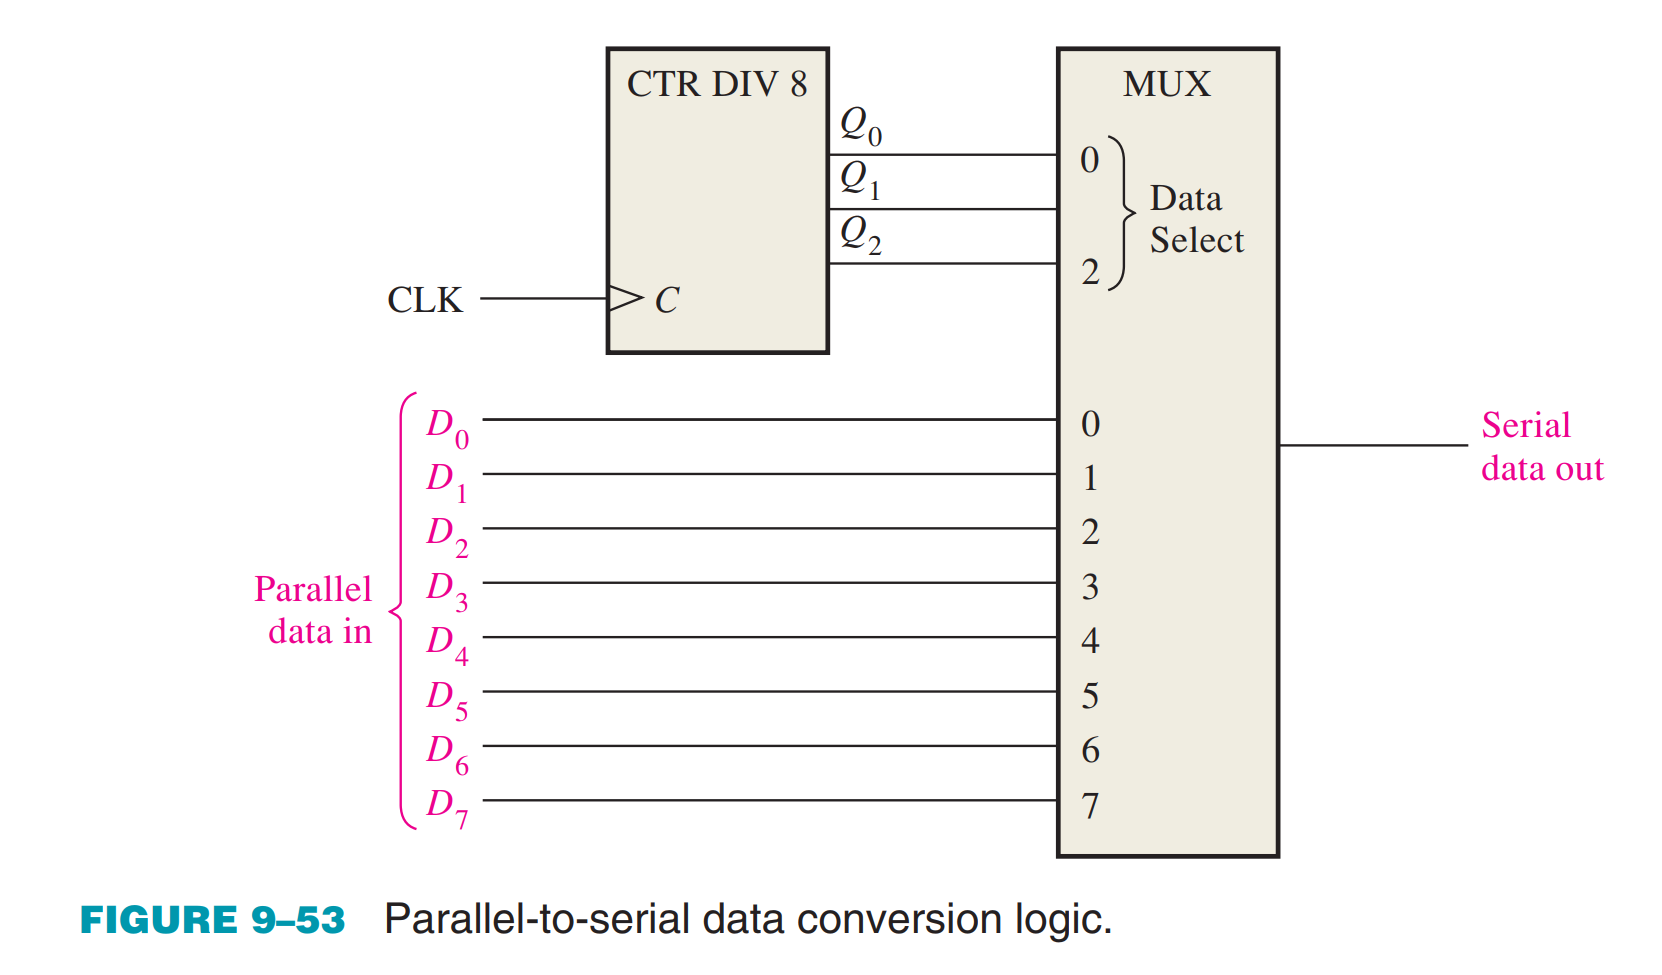 CTR DIV 8
MUX
Q0
0
Q1
Data
Select
Q2
2
CLK
C
D0
0
Serial
data out
D1
1
D2
2
Parallel
data in
D3
3
D4
4
D5
5
D6
6
D7
7
FIGURE 9–53 Parallel-to-serial data conversion logic.